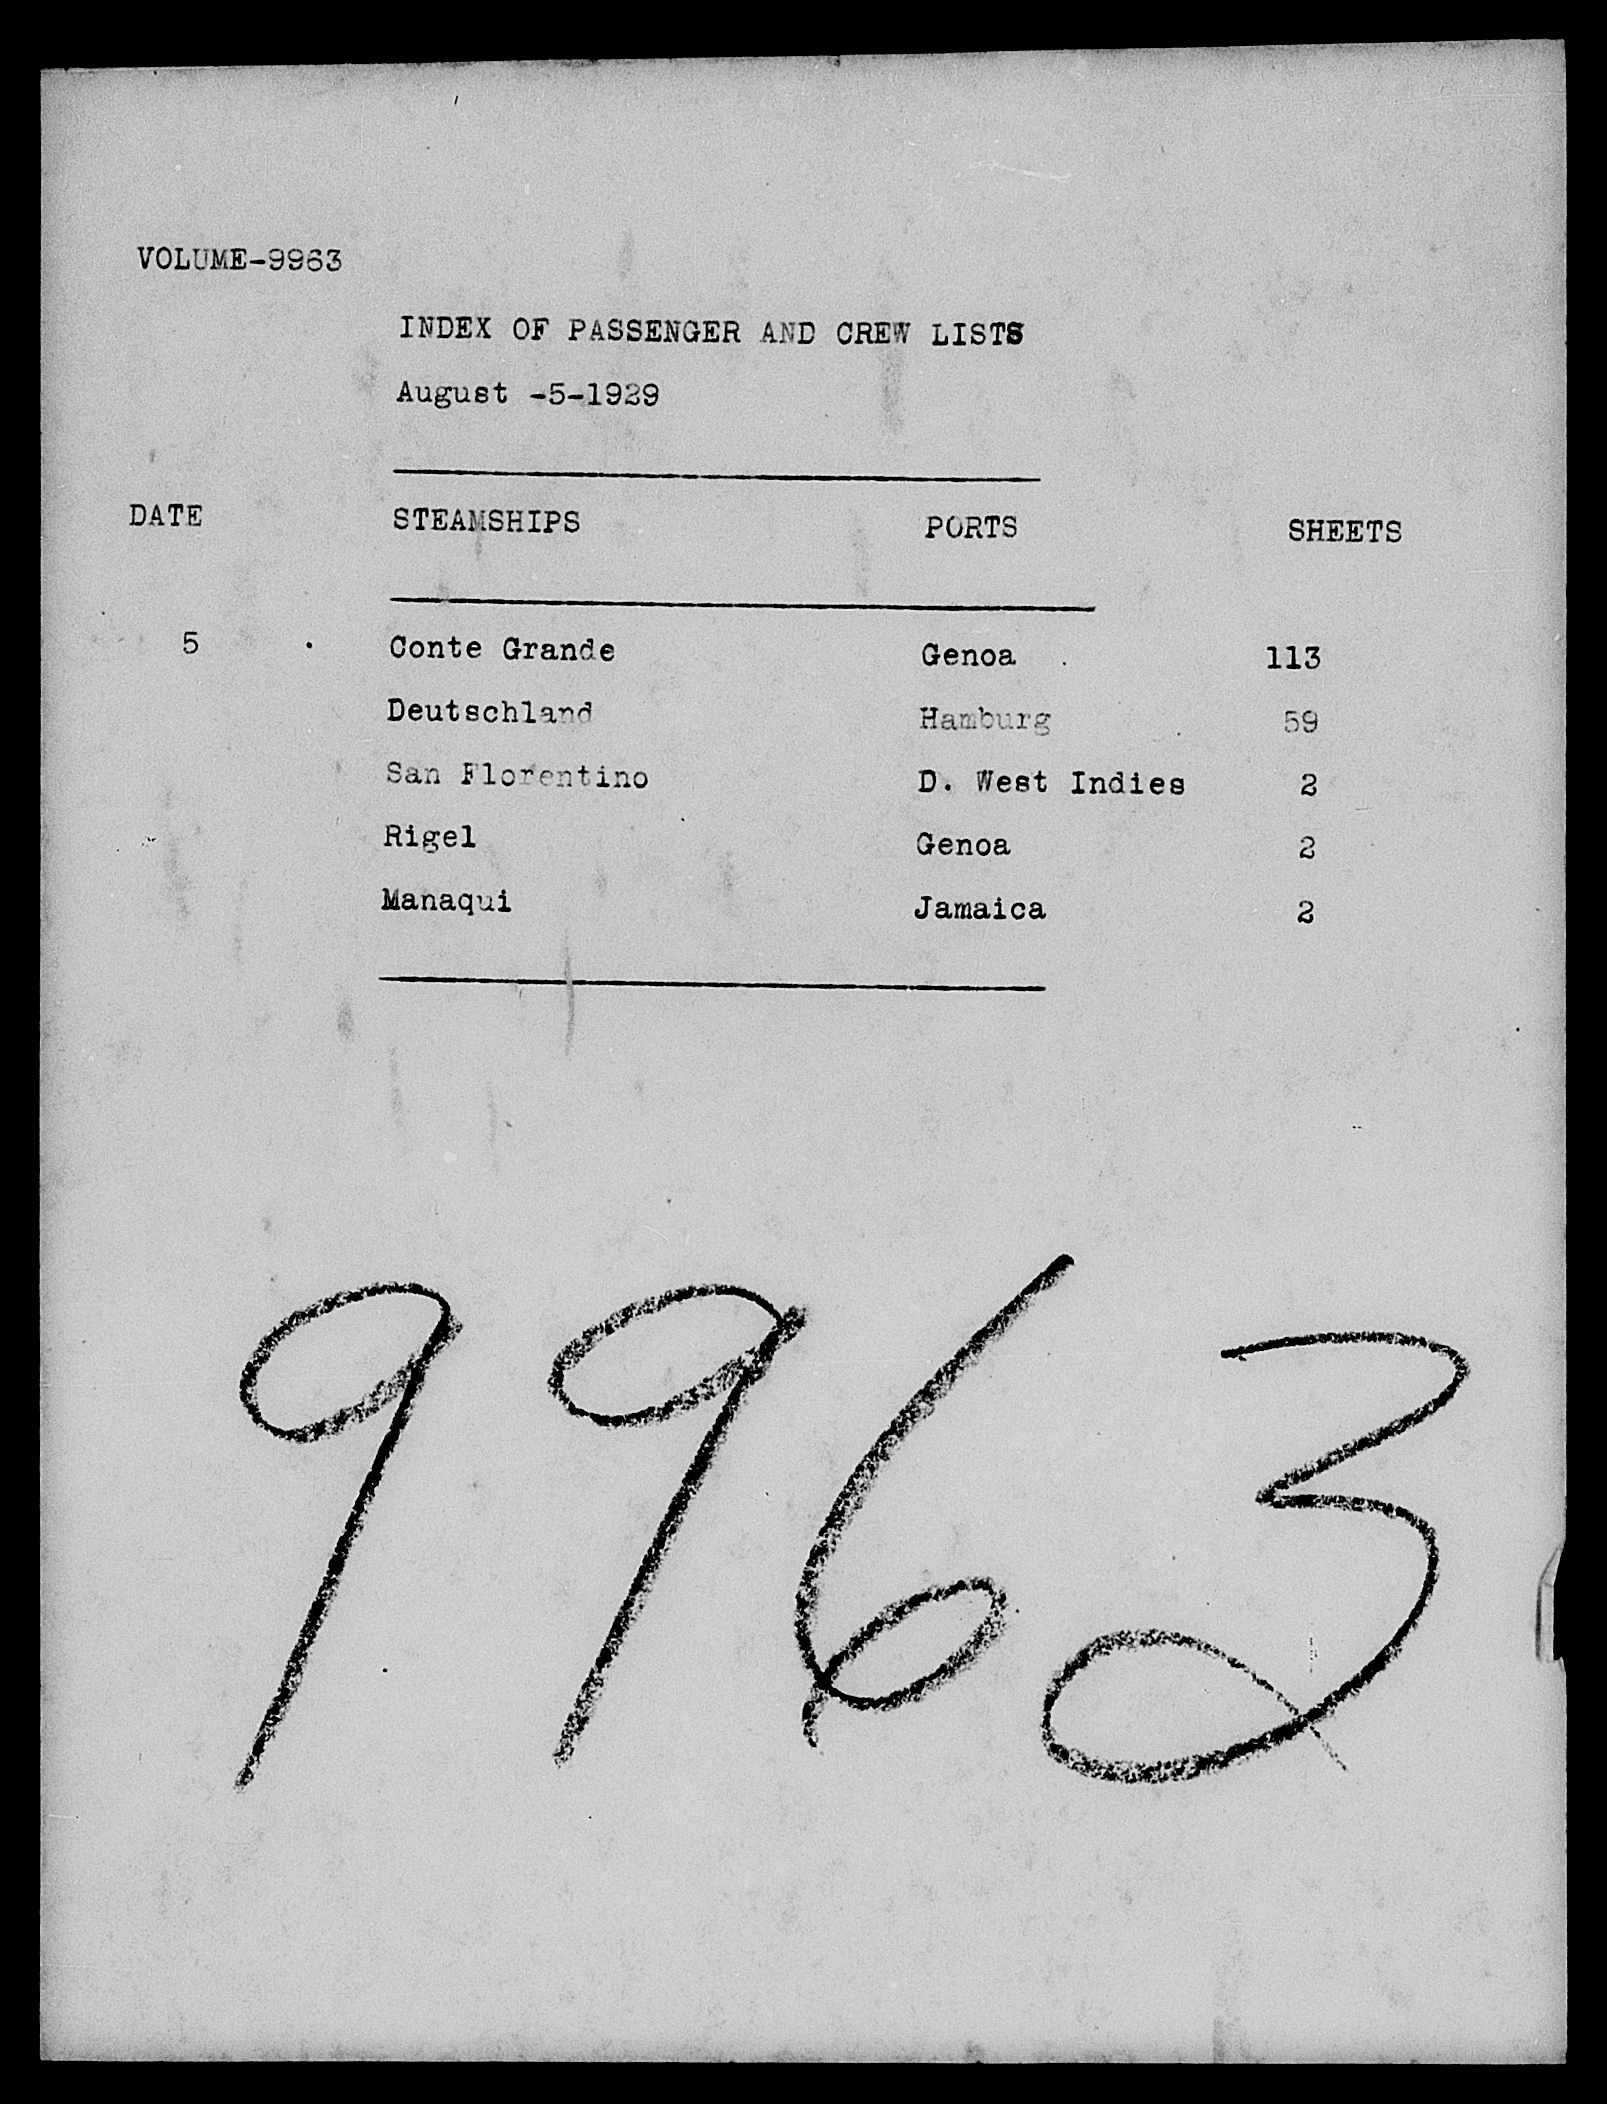 VOLUME-9963
INDEX OF PASSENGER AND CREW LISTS
August -5-1929
DATE STEAMSHIPS PORTS SHEETS
5 Conte Grande Genoa 113
Deutschland Hamburg 59
San Florentino D. West Indies 2
Rigel Genoa 2
Manaqui Jamaica 2
9963